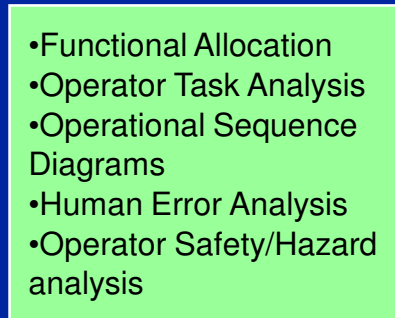 •Functional Allocation
•Operator Task Analysis
•Operational Sequence
Diagrams
•Human Error Analysis
•Operator Safety/Hazard
analysis